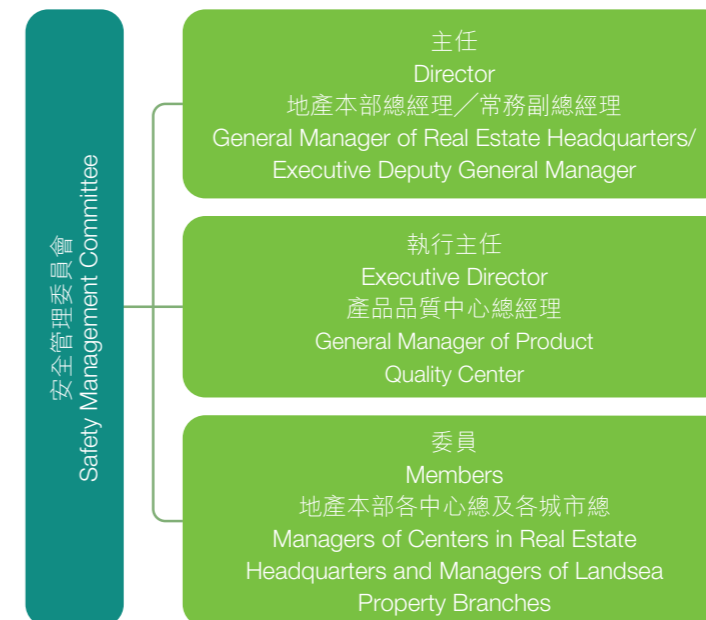 安全管理委員會
Safety Management Committee
主任
Director
地產本部總經理／常務副總經理
General Manager of Real Estate Headquarters/
Executive Deputy General Manager
執行主任
Executive Director
產品品質中心總經理
General Manager of Product
Quality Center
委員
Members
地產本部各中心總及各城市總
Managers of Centers in Real Estate
Headquarters and Managers of Landsea
Property Branches